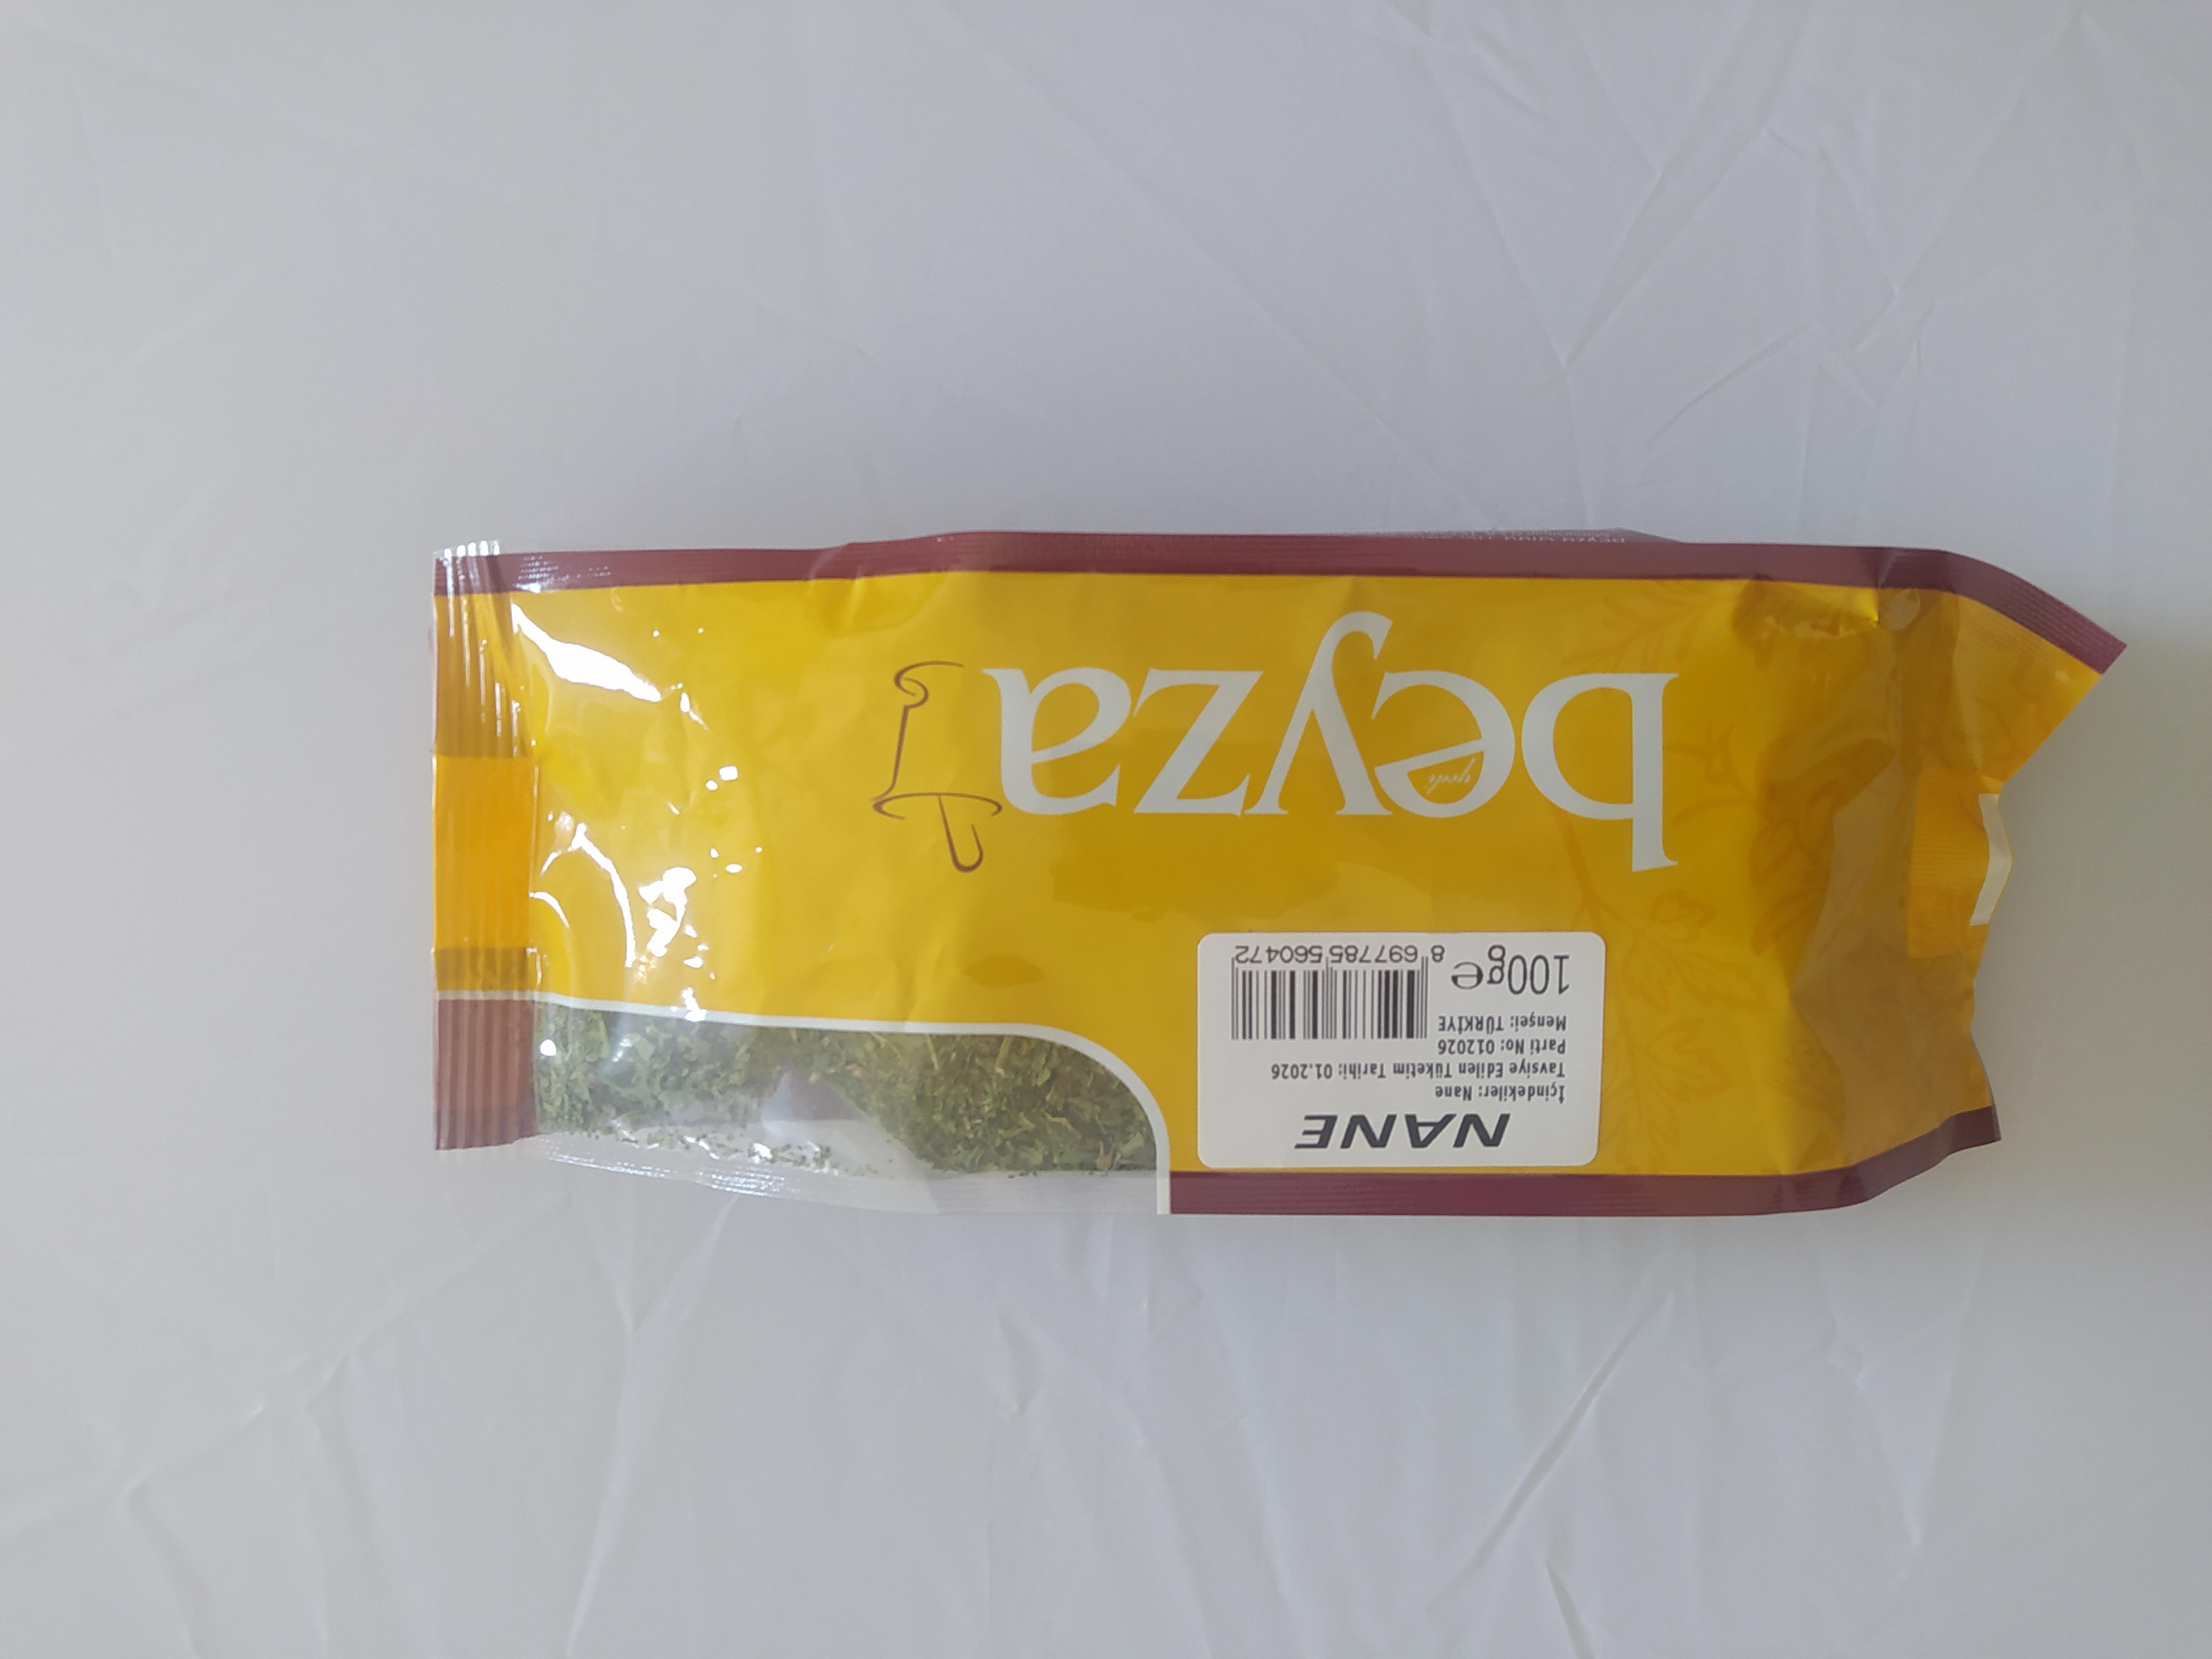 beyza
NANE
İçindekiler: Nane
Tavsiye Edilen Tüketim Tarihi: 01.2026
Parti No: 012026
Menşei: TÜRKİYE
100g℮
8 697785 560472